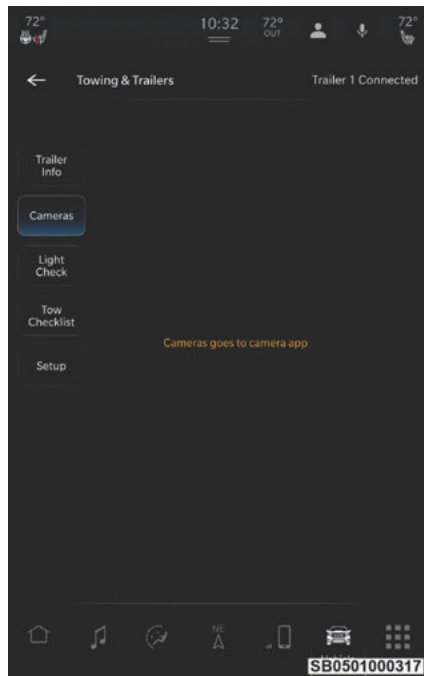 72°
10:32
72°
OUT
72°
Towing & Trailers
Trailer 1 Connected
Trailer
Info
Cameras
Light
Check
Tow
Checklist
Cameras goes to camera app
Setup
NE
SB0501000317